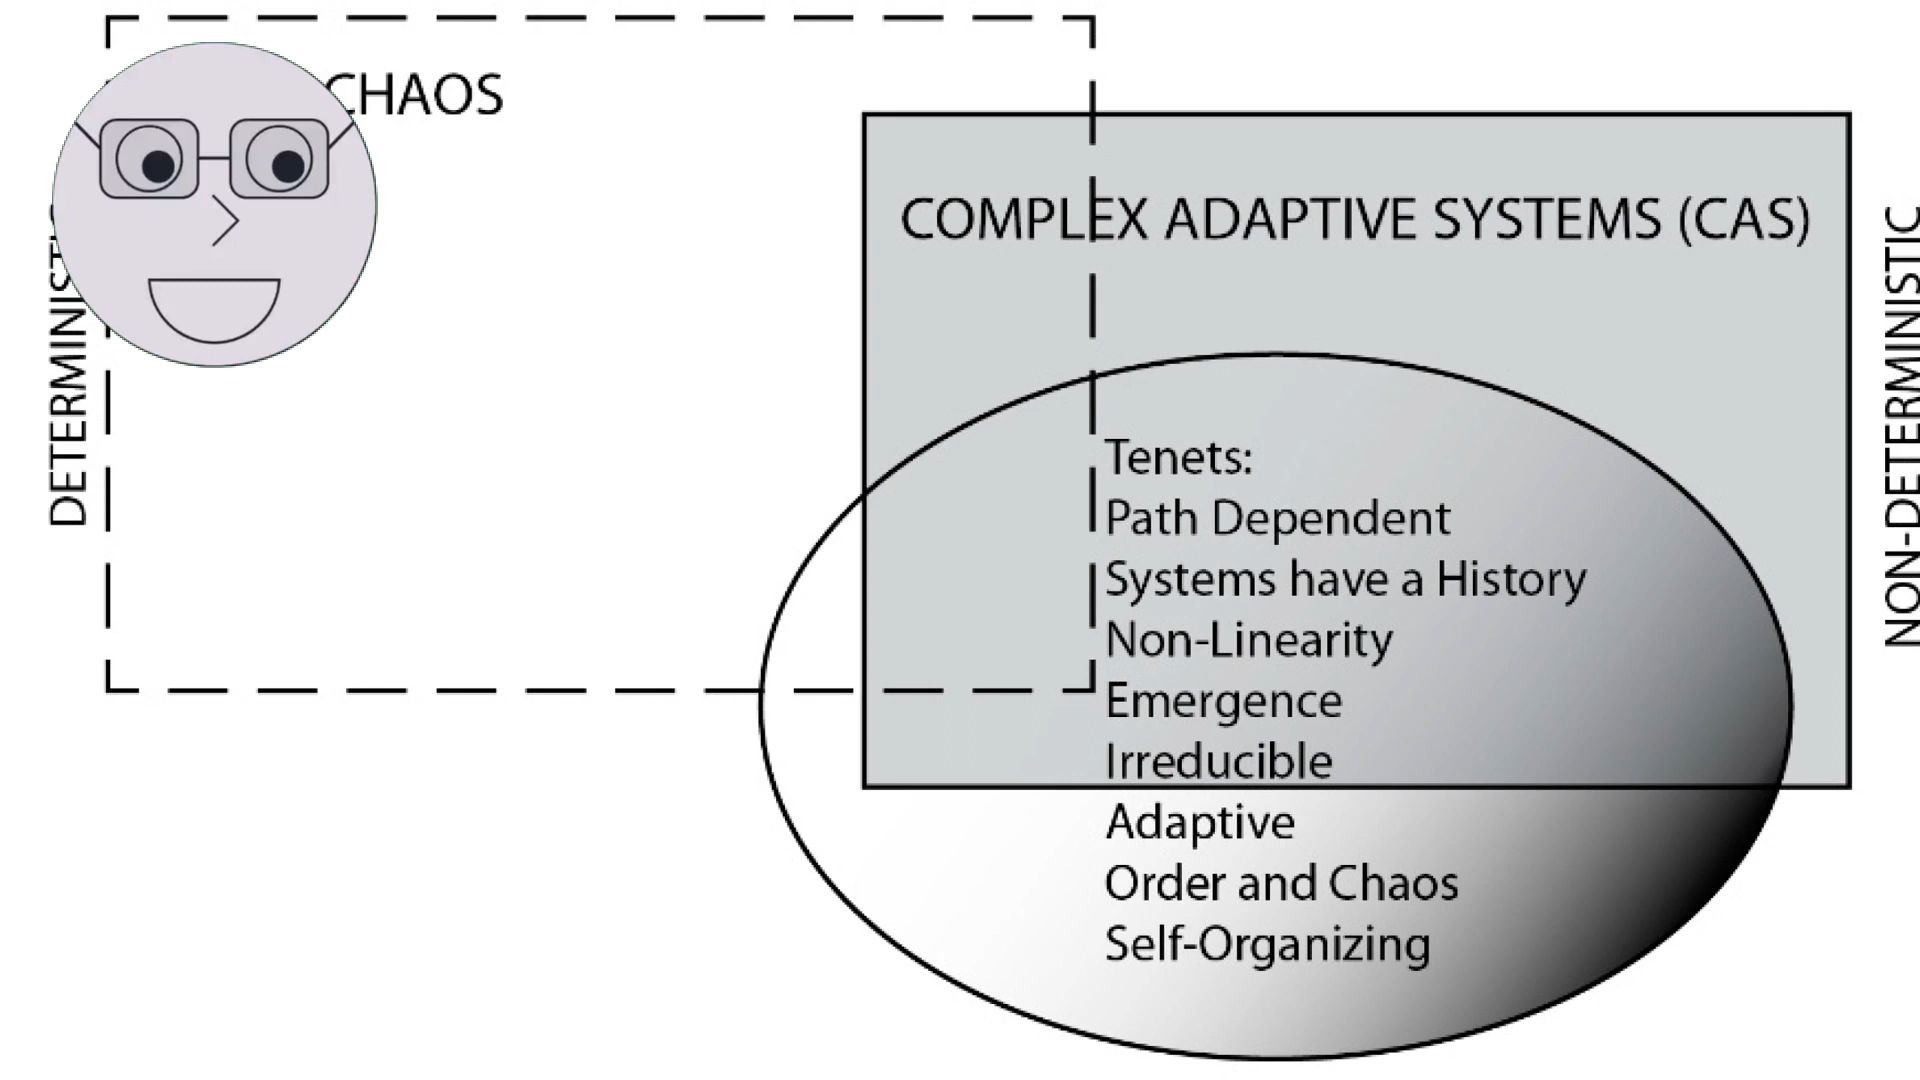 CHAOS
COMPLEX ADAPTIVE SYSTEMS (CAS)
DETERMINISTIC
NON-DETERMINISTIC
Tenets:
Path Dependent
Systems have a History
Non-Linearity
Emergence
Irreducible
Adaptive
Order and Chaos
Self-Organizing